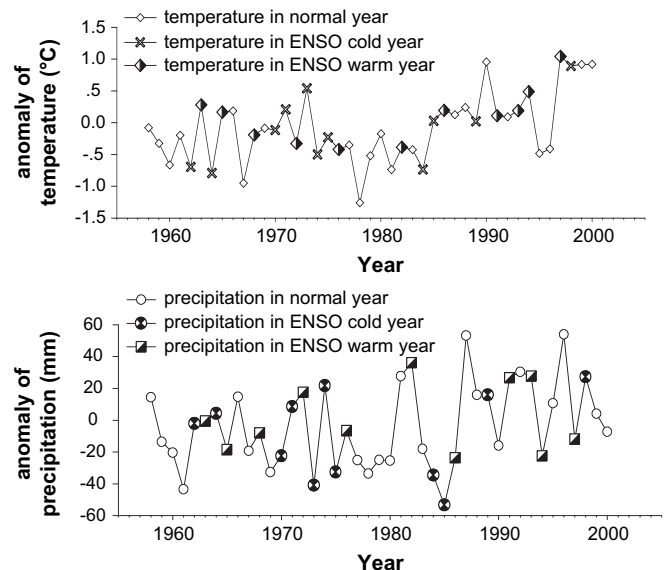 temperature in normal year
temperature in ENSO cold year
temperature in ENSO warm year
anomaly of
temperature (°C)
1.5
1.0
.5
0.0
-.5
-1.0
-1.5
1960 1970 1980 1990 2000
Year
precipitation in normal year
precipitation in ENSO cold year
precipitation in ENSO warm year
anomaly of
precipitation (mm)
60
40
20
0
-20
-40
-60
1960 1970 1980 1990 2000
Year